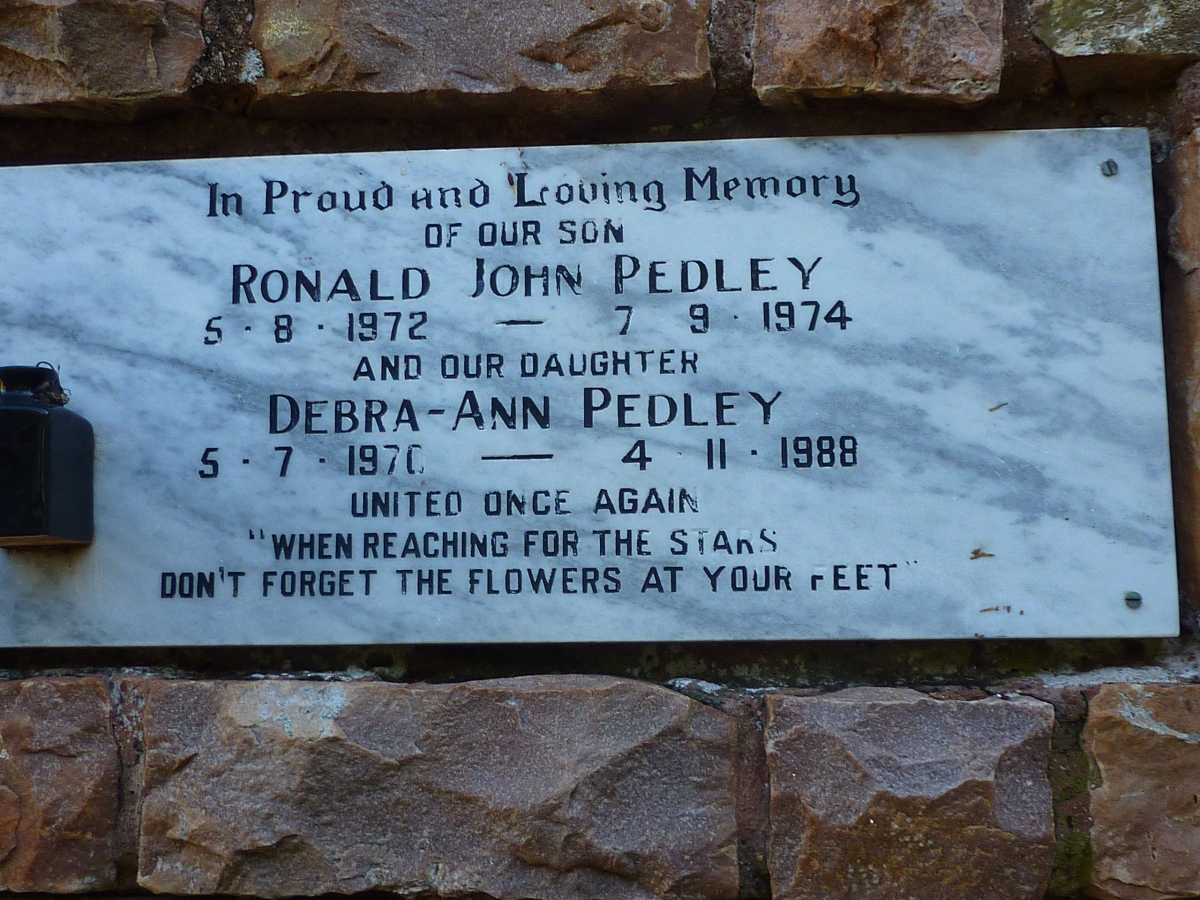 In Proud and Loving Memory
OF OUR SON
RONALD JOHN PEDLEY
5 · 8 · 1972 — 7 9 · 1974
AND OUR DAUGHTER
DEBRA-ANN PEDLEY
5 · 7 · 1970 — 4 · 11 · 1988
UNITED ONCE AGAIN
"WHEN REACHING FOR THE STARS
DON'T FORGET THE FLOWERS AT YOUR FEET"